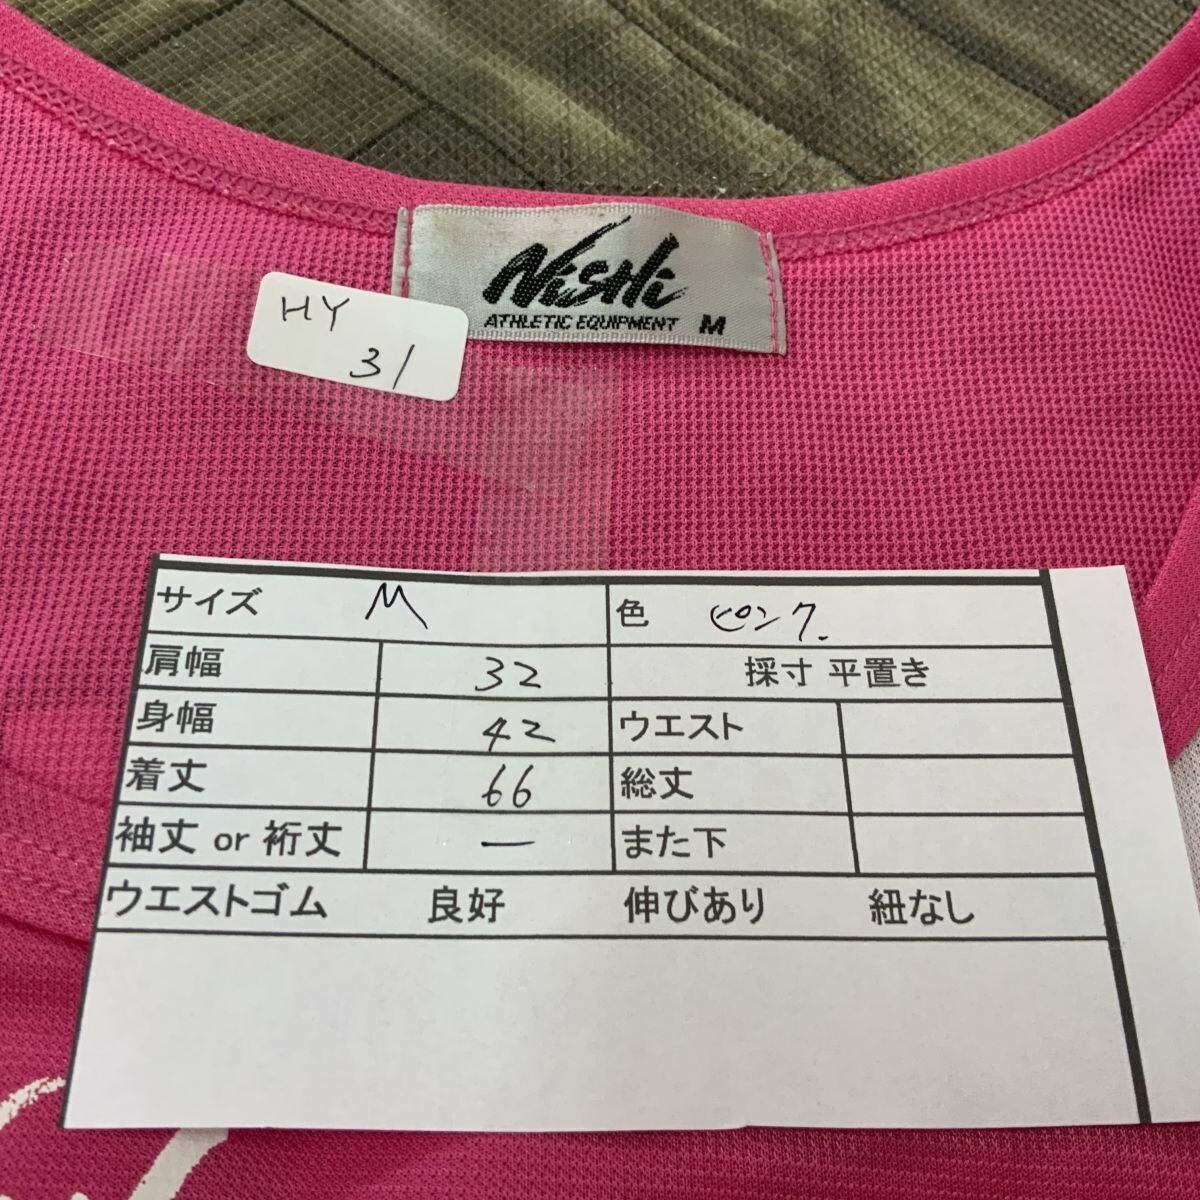 NiSHi
ATHLETIC EQUIPMENT M
HY
31
サイズ M 色 ピンク.
肩幅 32 採寸 平置き
身幅 42 ウエスト
着丈 66 総丈
袖丈 or 裄丈 ー また下
ウエストゴム 良好 伸びあり 紐なし